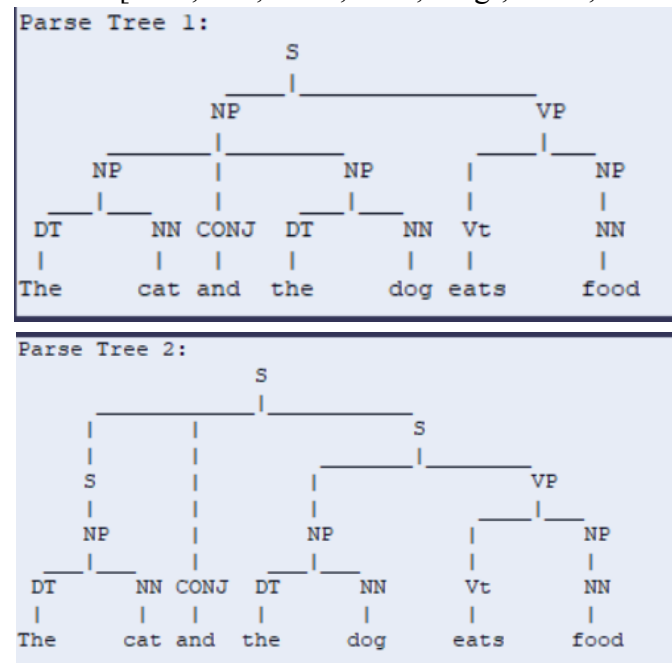 Parse Tree 1:
S
NP VP
NP NP NP
DT NN CONJ DT NN Vt NN
The cat and the dog eats food
Parse Tree 2:
S
S
S VP
NP NP NP
DT NN CONJ DT NN Vt NN
The cat and the dog eats food